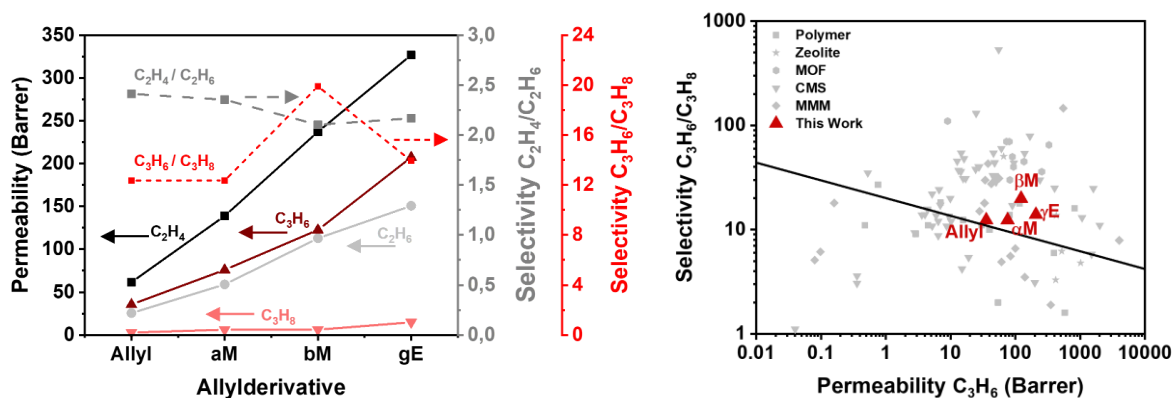 350
300
250
200
150
100
50
0
Permeability (Barrer)
C₂H₄ / C₂H₆
C₃H₆ / C₃H₈
C₂H₄
C₃H₆
C₂H₆
C₃H₈
Allyl aM bM gE
Allylderivative
3,0
2,5
2,0
1,5
1,0
0,5
0,0
Selectivity C₂H₄/C₂H₆
24
20
16
12
8
4
0
Selectivity C₃H₆/C₃H₈
1000
100
10
1
Selectivity C₃H₆/C₃H₈
Polymer
Zeolite
MOF
CMS
MMM
This Work
βM
γE
Allyl
αM
0.01 0.1 1 10 100 1000 10000
Permeability C₃H₆ (Barrer)